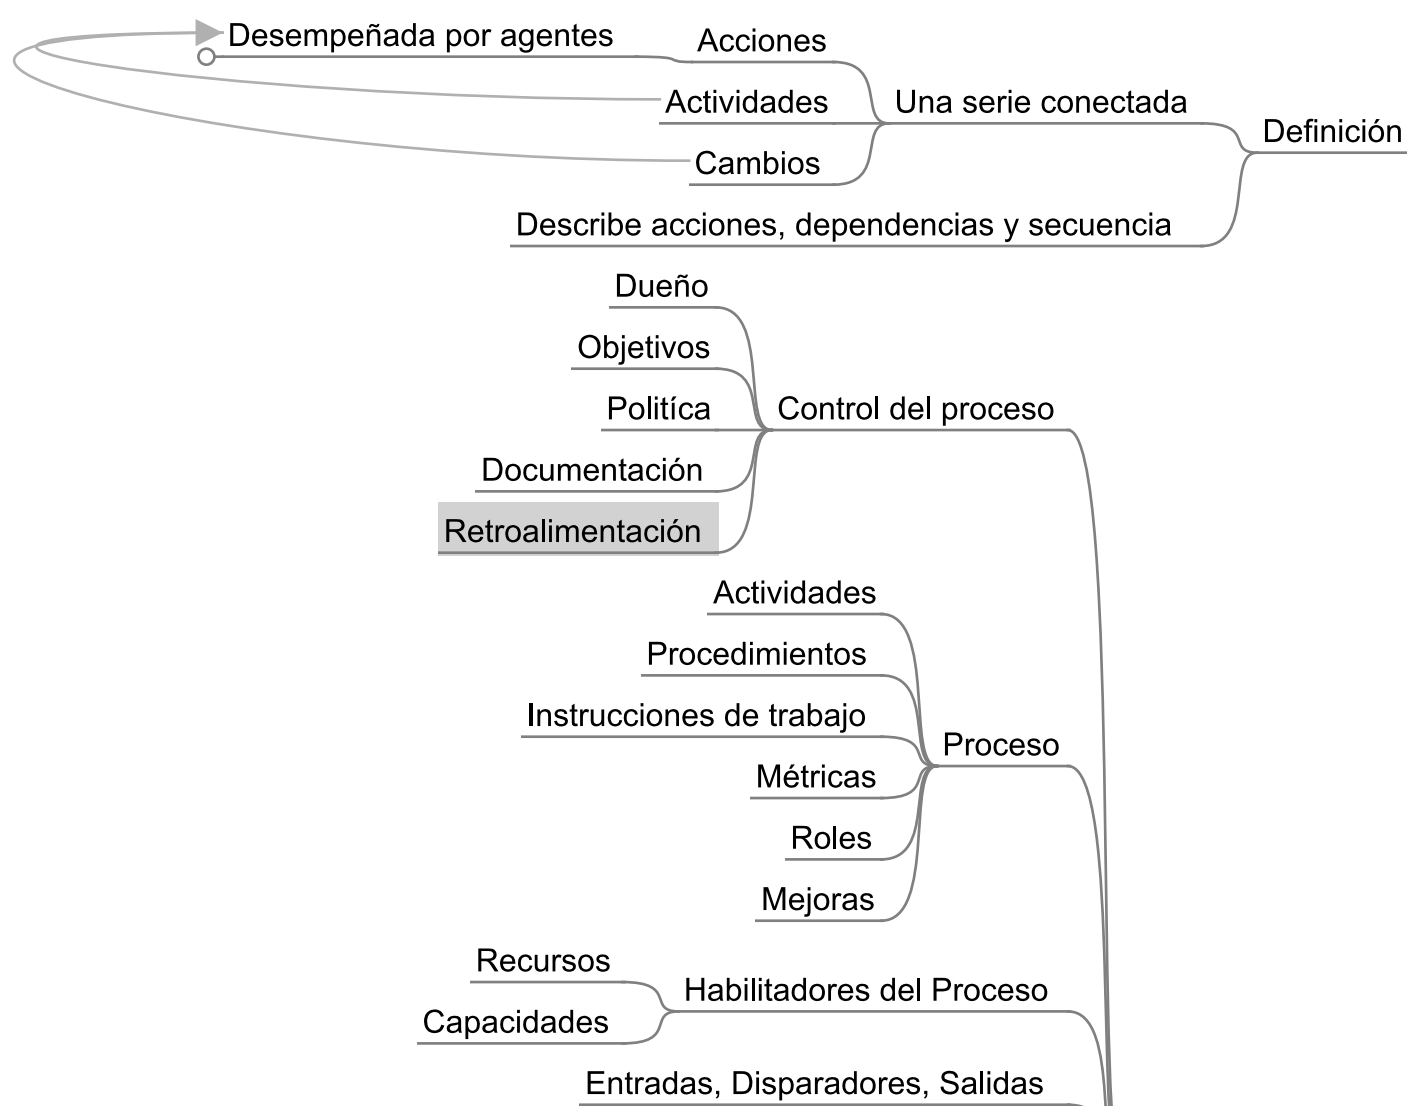 Desempeñada por agentes
Acciones
Actividades
Una serie conectada
Definición
Cambios
Describe acciones, dependencias y secuencia
Dueño
Objetivos
Politíca
Control del proceso
Documentación
Retroalimentación
Actividades
Procedimientos
Instrucciones de trabajo
Proceso
Métricas
Roles
Mejoras
Recursos
Habilitadores del Proceso
Capacidades
Entradas, Disparadores, Salidas